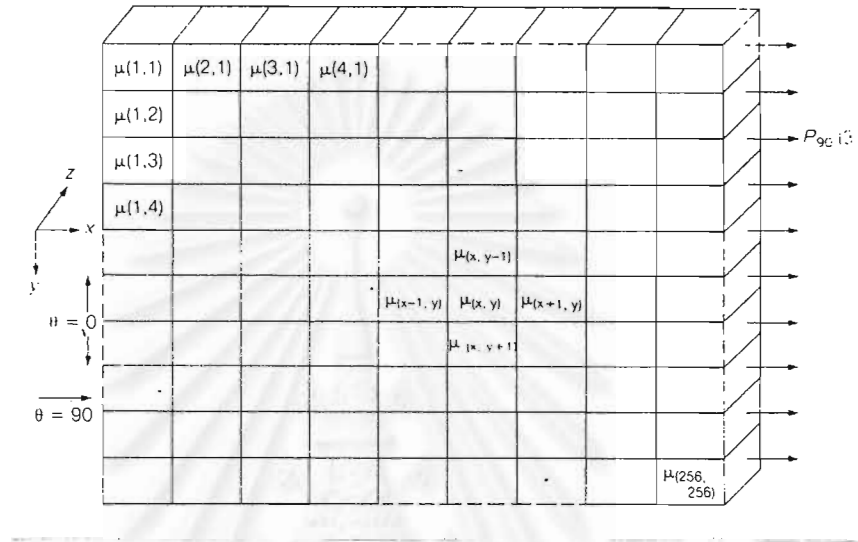 μ(1,1) μ(2,1) μ(3,1) μ(4,1)
μ(1,2)
μ(1,3)
μ(1,4)
z
x
y
θ = 0
θ = 90
μ(x, y−1)
μ(x−1, y) μ(x, y) μ(x+1, y)
μ(x, y+1)
μ(256,
256)